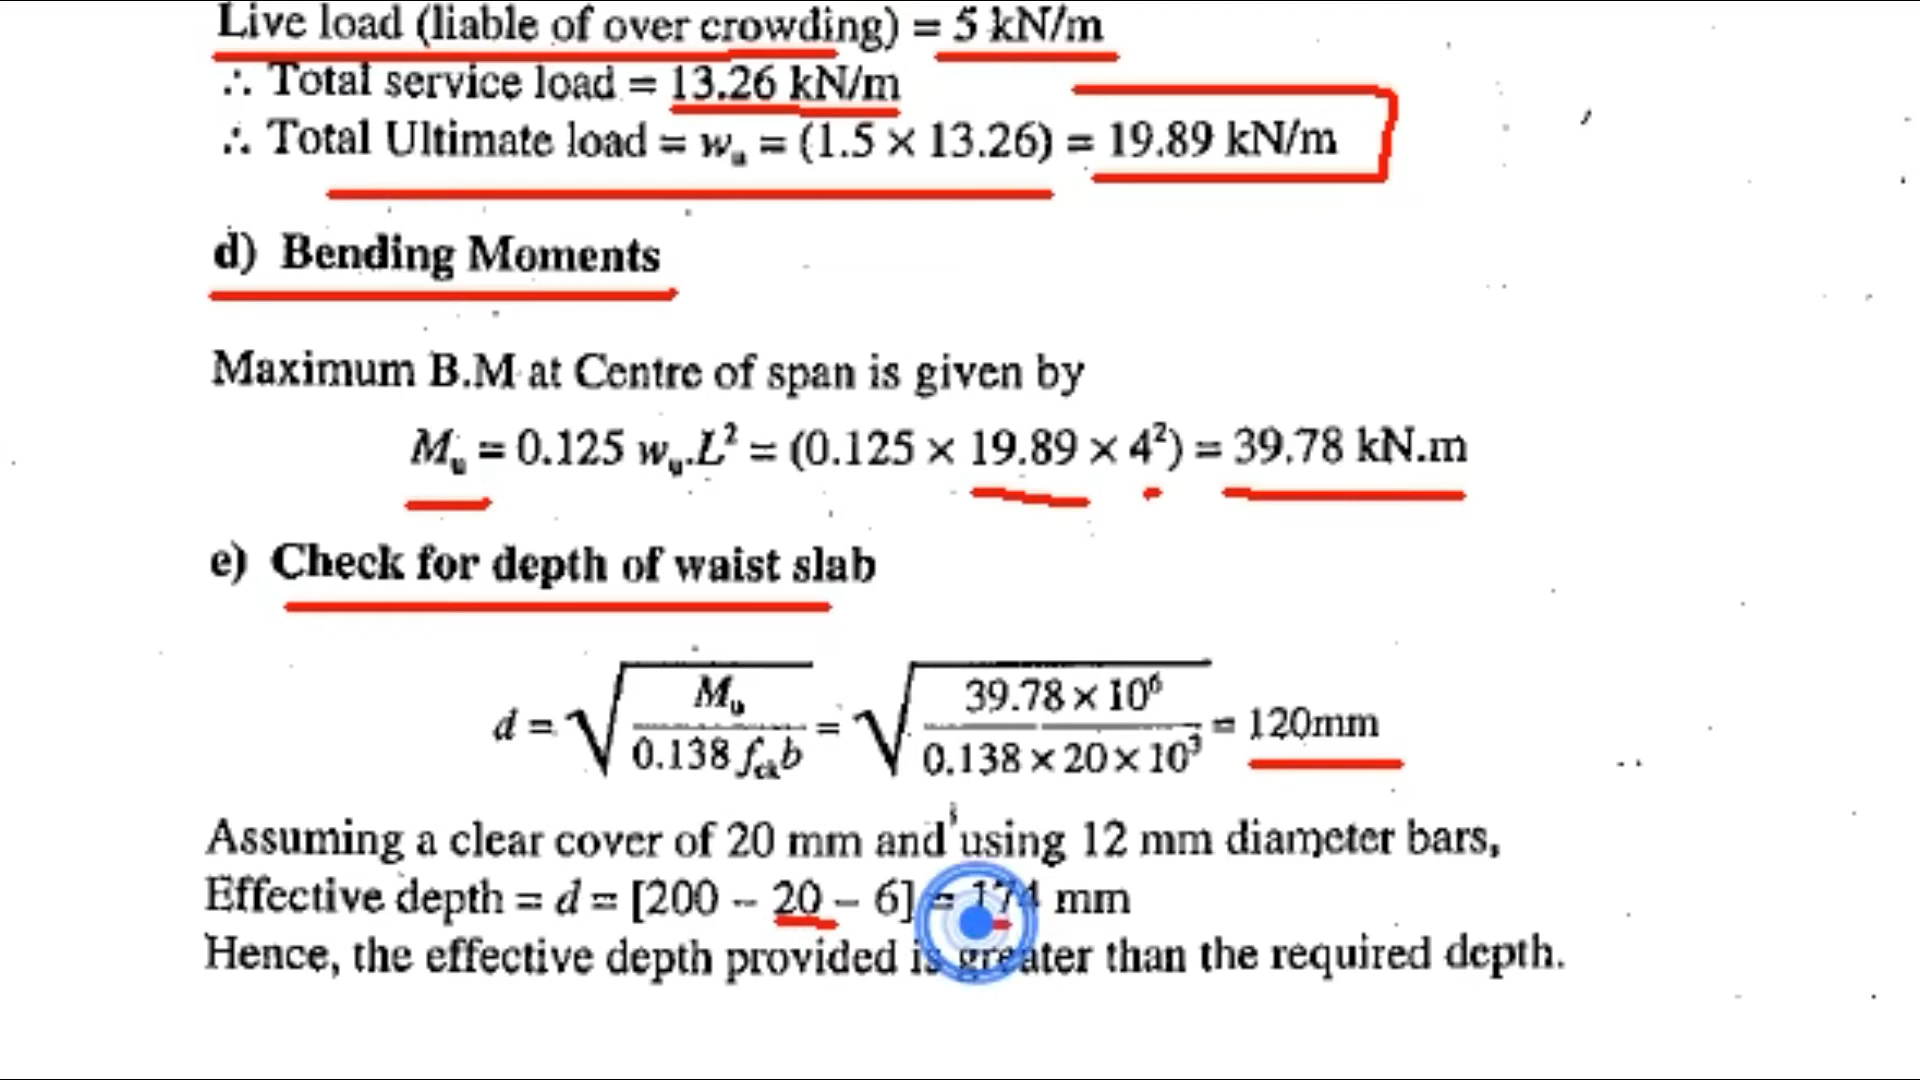 Live load (liable of over crowding) = 5 kN/m
∴ Total service load = 13.26 kN/m
∴ Total Ultimate load = wᵤ = (1.5 × 13.26) = 19.89 kN/m
d) Bending Moments
Maximum B.M at Centre of span is given by
Mᵤ = 0.125 wᵤ.L² = (0.125 × 19.89 × 4²) = 39.78 kN.m
e) Check for depth of waist slab
d = √(Mᵤ / 0.138 fckb) = √(39.78 × 10⁶ / 0.138 × 20 × 10³) = 120mm
Assuming a clear cover of 20 mm and using 12 mm diameter bars,
Effective depth = d = [200 – 20 – 6] = 174 mm
Hence, the effective depth provided is greater than the required depth.